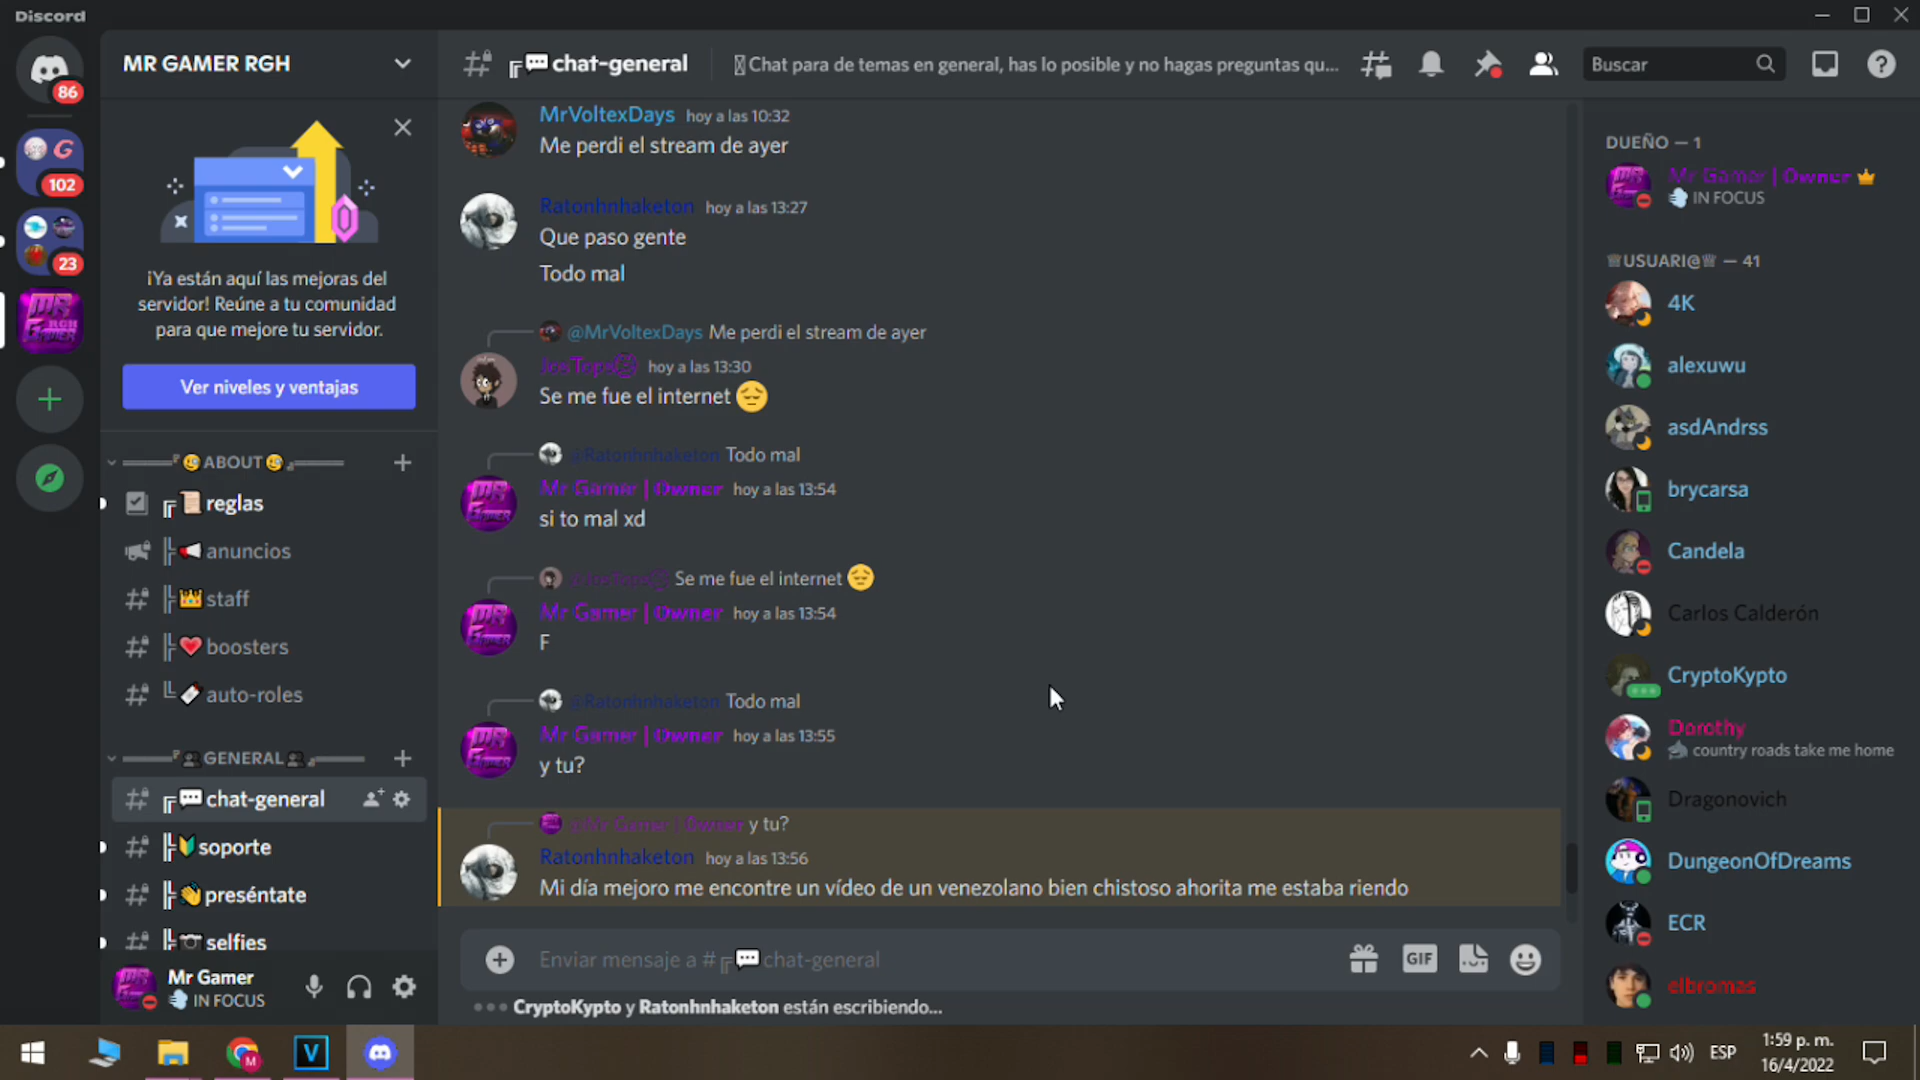 Discord
86
102
23
MR GAMER RGH
¡Ya están aquí las mejoras del
servidor! Reúne a tu comunidad
para que mejore tu servidor.
Ver niveles y ventajas
ABOUT
reglas
anuncios
staff
boosters
auto-roles
GENERAL
chat-general
soporte
preséntate
selfies
Mr Gamer
IN FOCUS
chat-general
Chat para de temas en general, has lo posible y no hagas preguntas qu...
Buscar
MrVoltexDays hoy a las 10:32
Me perdi el stream de ayer
Ratonhnhaketon hoy a las 13:27
Que paso gente
Todo mal
@MrVoltexDays Me perdi el stream de ayer
hoy a las 13:30
Se me fue el internet 😔
@Ratonhnhaketon Todo mal
Mr Gamer | Owner hoy a las 13:54
si to mal xd
Se me fue el internet 😔
Mr Gamer | Owner hoy a las 13:54
F
@Ratonhnhaketon Todo mal
Mr Gamer | Owner hoy a las 13:55
y tu?
@Mr Gamer | Owner y tu?
Ratonhnhaketon hoy a las 13:56
Mi día mejoro me encontre un vídeo de un venezolano bien chistoso ahorita me estaba riendo
Enviar mensaje a # chat-general
GIF
CryptoKypto y Ratonhnhaketon están escribiendo...
DUEÑO — 1
Mr Gamer | Owner
IN FOCUS
♕USUARI@♕ — 41
4K
alexuwu
asdAndrss
brycarsa
Candela
Carlos Calderón
CryptoKypto
Dorothy
country roads take me home
Dragonovich
DungeonOfDreams
ECR
elbromas
ESP
1:59 p. m.
16/4/2022